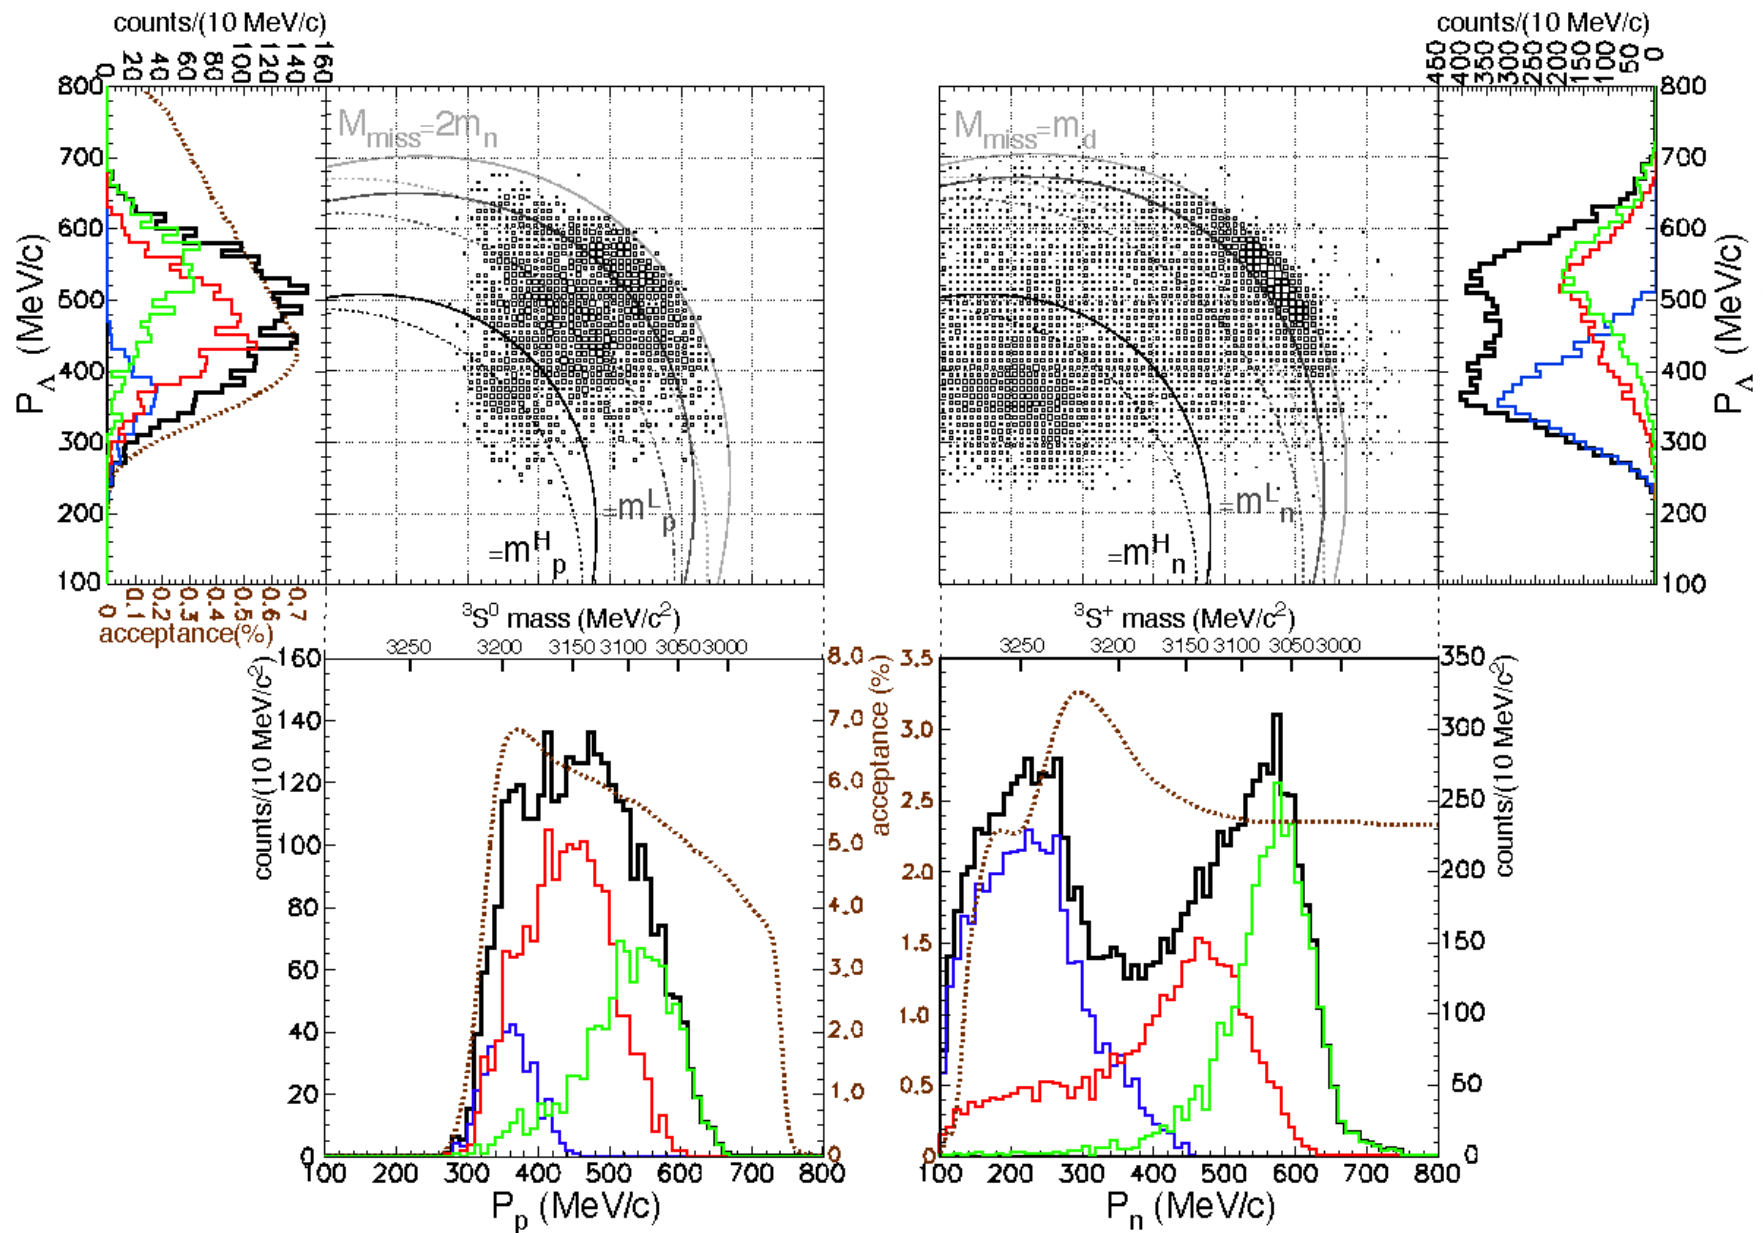 counts/(10 MeV/c)
0 20 40 60 80 100 120 140 160
counts/(10 MeV/c)
450 400 350 300 250 200 150 100 50 0
800
700
600
500
400
300
200
100
P_Λ (MeV/c)
M_miss=2m_n
=m^L_p
=m^H_p
M_miss=m_d
=m^L_n
=m^H_n
800
700
600
500
400
300
200
100
P_Λ (MeV/c)
0 0.1 0.2 0.3 0.4 0.5 0.6 0.7
acceptance(%)
³S⁰ mass (MeV/c²)
3250 3200 3150 3100 3050 3000
³S⁺ mass (MeV/c²)
3250 3200 3150 3100 3050 3000
counts/(10 MeV/c²)
160
140
120
100
80
60
40
20
0
8.0
7.0
6.0
5.0
4.0
3.0
2.0
1.0
0
acceptance (%)
3.5
3.0
2.5
2.0
1.5
1.0
0.5
0
350
300
250
200
150
100
50
0
counts/(10 MeV/c²)
100 200 300 400 500 600 700 800
P_p (MeV/c)
100 200 300 400 500 600 700 800
P_n (MeV/c)